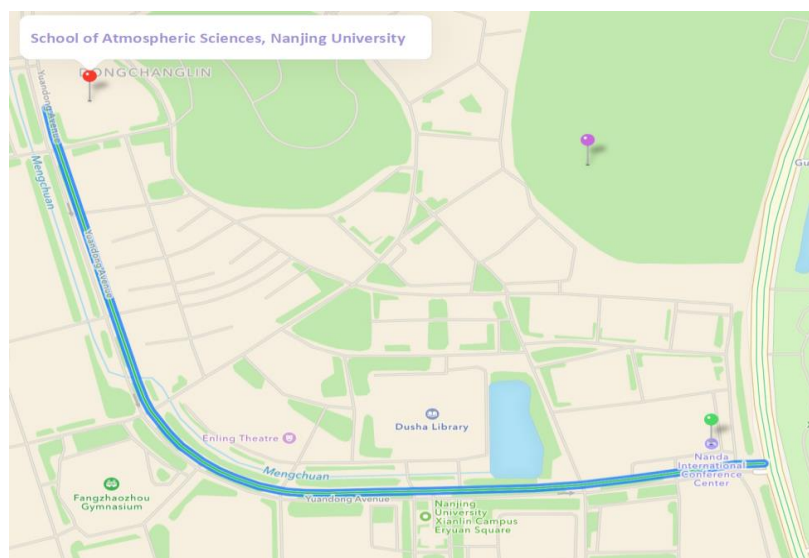 School of Atmospheric Sciences, Nanjing University
DONGCHANGLIN
Yuandong Avenue
Mengchuan
Yuandong Avenue
Gu
Enling Theatre
Dusha Library
Mengchuan
Nanda
International
Conference
Center
Fangzhaozhou
Gymnasium
Yuandong Avenue
Nanjing
University
Xianlin Campus
Eryuan Square